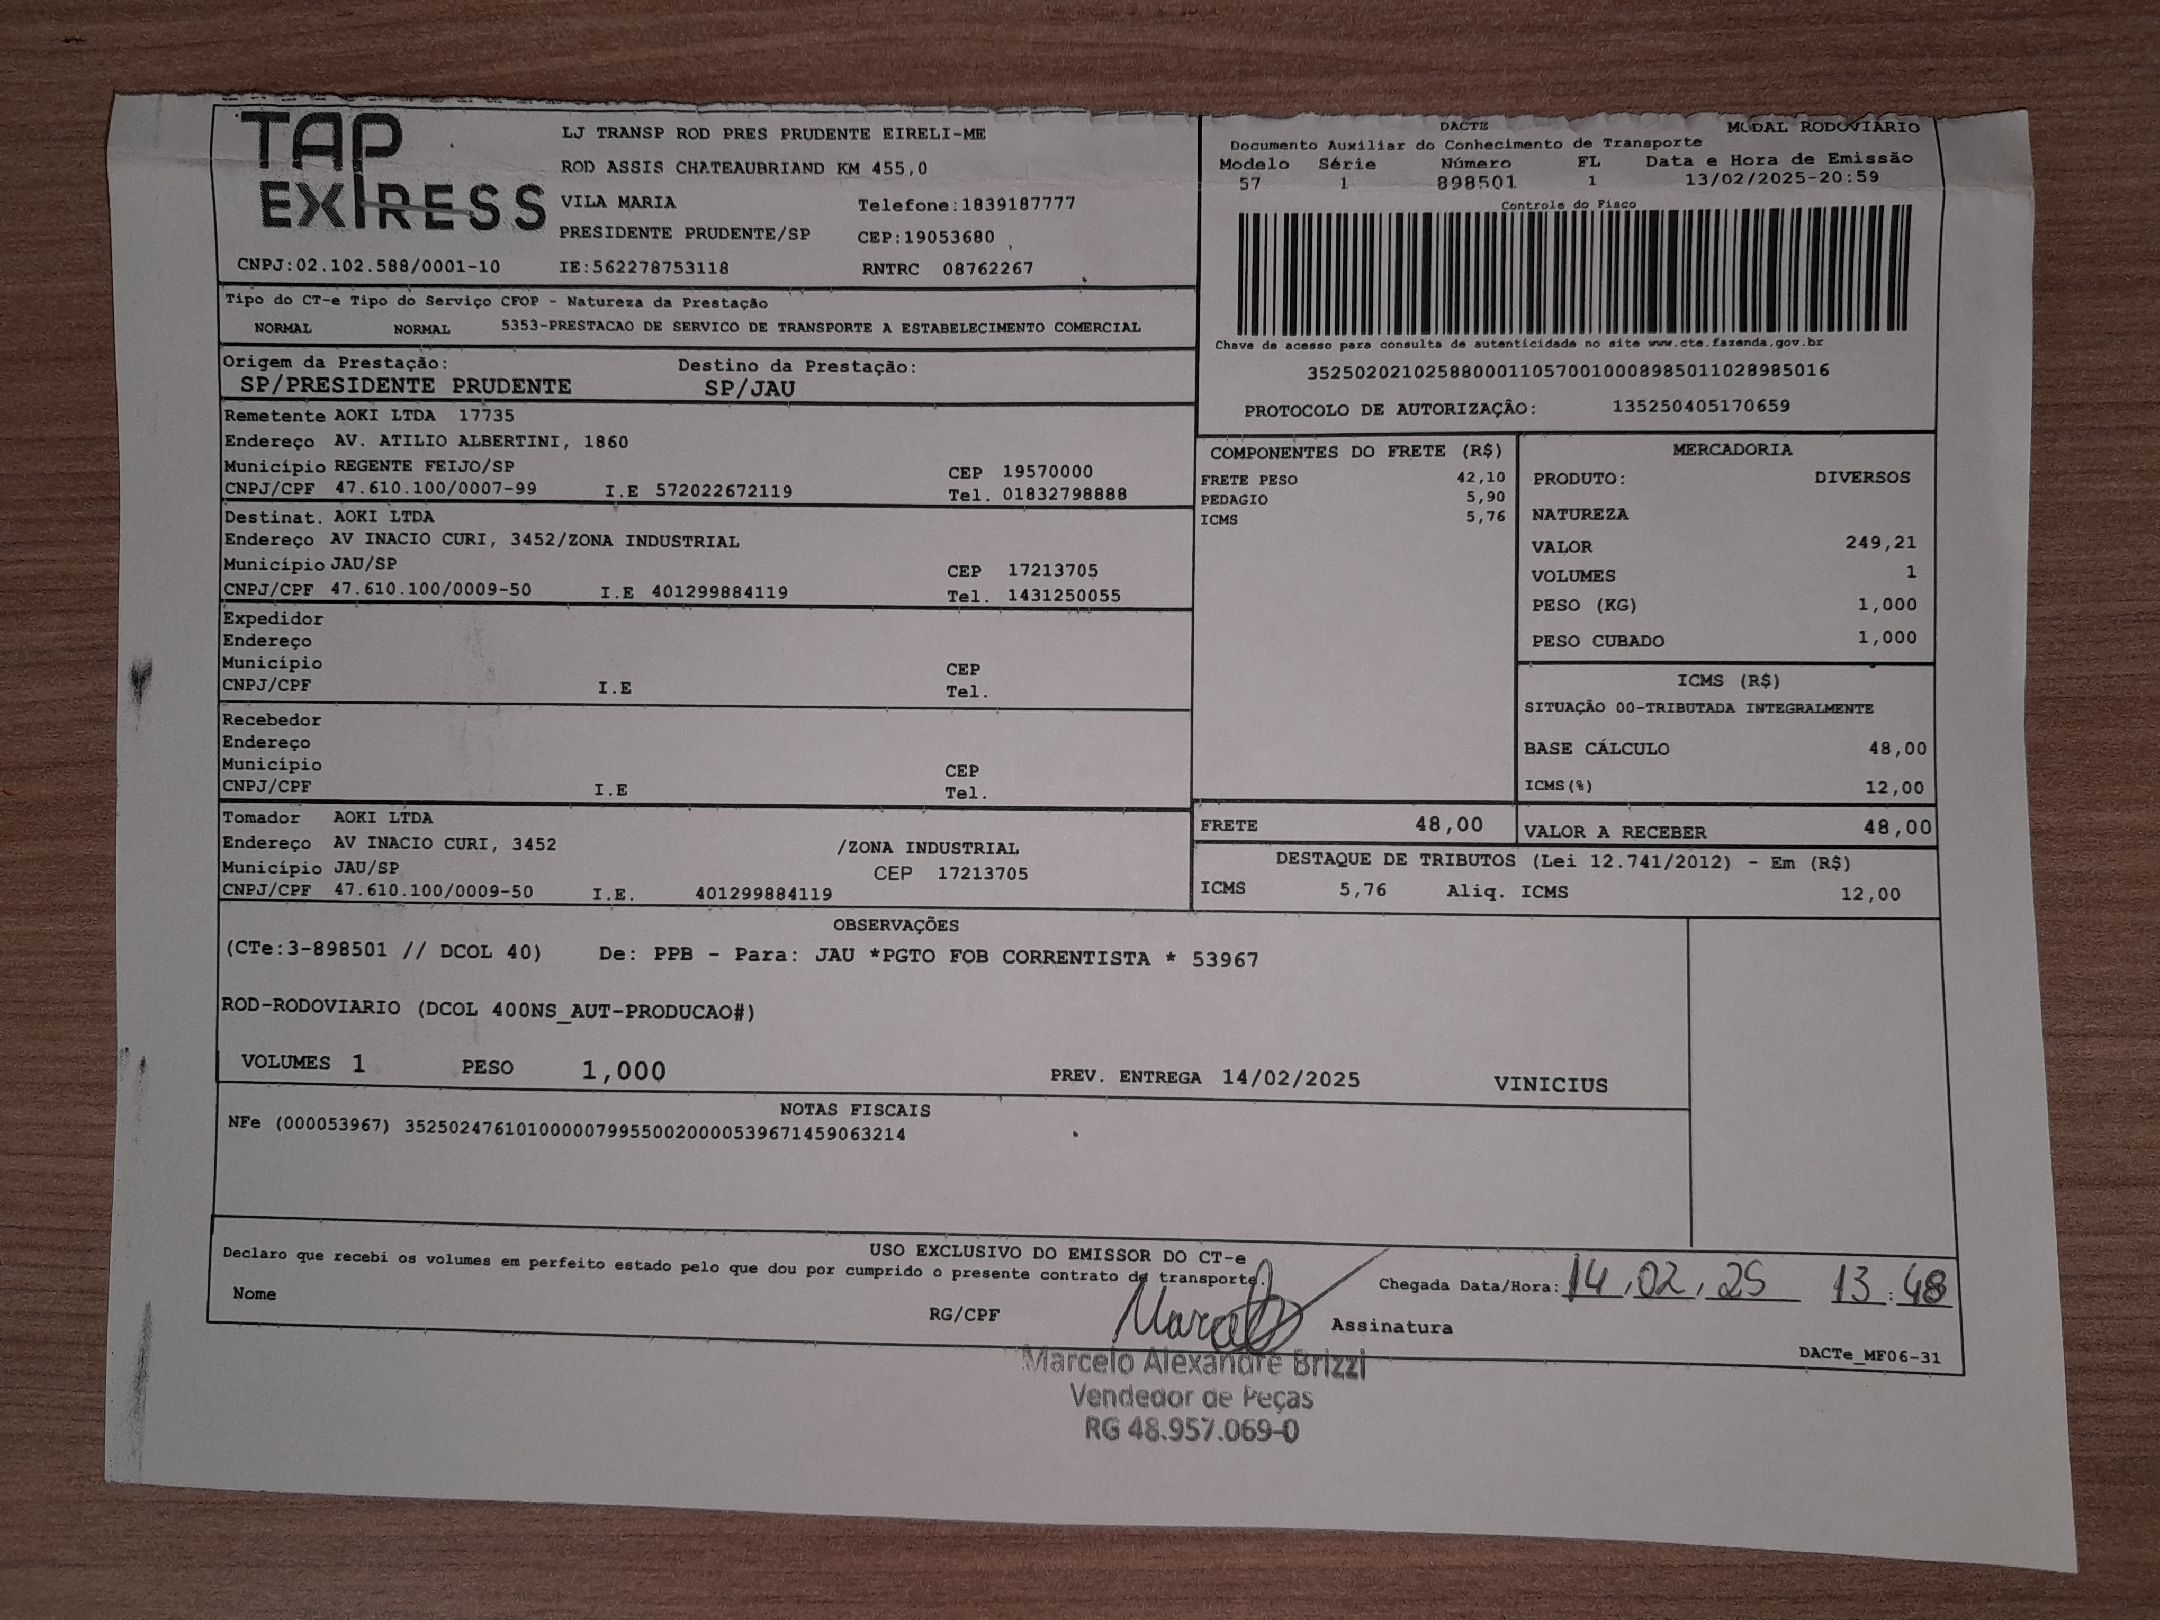 TAP
EXPRESS
LJ TRANSP ROD PRES PRUDENTE EIRELI-ME
ROD ASSIS CHATEAUBRIAND KM 455,0
VILA MARIA Telefone:1839187777
PRESIDENTE PRUDENTE/SP CEP:19053680
CNPJ:02.102.588/0001-10 IE:562278753118 RNTRC 08762267
DACTE MODAL RODOVIARIO
Documento Auxiliar do Conhecimento de Transporte
Modelo Série Número FL Data e Hora de Emissão
57 1 898501 1 13/02/2025-20:59
Controle do Fisco
Chave de acesso para consulta de autenticidade no site www.cte.fazenda.gov.br
35250202102588000110570010008985011028985016
PROTOCOLO DE AUTORIZAÇÃO: 135250405170659
Tipo do CT-e Tipo do Serviço CFOP - Natureza da Prestação
NORMAL NORMAL 5353-PRESTACAO DE SERVICO DE TRANSPORTE A ESTABELECIMENTO COMERCIAL
Origem da Prestação: Destino da Prestação:
SP/PRESIDENTE PRUDENTE SP/JAU
Remetente AOKI LTDA 17735
Endereço AV. ATILIO ALBERTINI, 1860
Município REGENTE FEIJO/SP CEP 19570000
CNPJ/CPF 47.610.100/0007-99 I.E 572022672119 Tel. 01832798888
Destinat. AOKI LTDA
Endereço AV INACIO CURI, 3452/ZONA INDUSTRIAL
Município JAU/SP CEP 17213705
CNPJ/CPF 47.610.100/0009-50 I.E 401299884119 Tel. 1431250055
Expedidor
Endereço
Município CEP
CNPJ/CPF I.E Tel.
Recebedor
Endereço
Município CEP
CNPJ/CPF I.E Tel.
Tomador AOKI LTDA
Endereço AV INACIO CURI, 3452 /ZONA INDUSTRIAL
Município JAU/SP CEP 17213705
CNPJ/CPF 47.610.100/0009-50 I.E. 401299884119
COMPONENTES DO FRETE (R$)
FRETE PESO 42,10
PEDAGIO 5,90
ICMS 5,76
MERCADORIA
PRODUTO: DIVERSOS
NATUREZA
VALOR 249,21
VOLUMES 1
PESO (KG) 1,000
PESO CUBADO 1,000
ICMS (R$)
SITUAÇÃO 00-TRIBUTADA INTEGRALMENTE
BASE CÁLCULO 48,00
ICMS(%) 12,00
FRETE 48,00 VALOR A RECEBER 48,00
DESTAQUE DE TRIBUTOS (Lei 12.741/2012) - Em (R$)
ICMS 5,76 Aliq. ICMS 12,00
OBSERVAÇÕES
(CTe:3-898501 // DCOL 40) De: PPB - Para: JAU *PGTO FOB CORRENTISTA * 53967
ROD-RODOVIARIO (DCOL 400NS_AUT-PRODUCAO#)
VOLUMES 1 PESO 1,000 PREV. ENTREGA 14/02/2025 VINICIUS
NOTAS FISCAIS
NFe (000053967) 35250247610100000799550020000539671459063214
USO EXCLUSIVO DO EMISSOR DO CT-e
Declaro que recebi os volumes em perfeito estado pelo que dou por cumprido o presente contrato de transporte.
Chegada Data/Hora: 14,02,25 13:48
Nome RG/CPF Assinatura
DACTe_MF06-31
Marcelo Alexandre Brizzi
Vendedor de Peças
RG 48.957.069-0